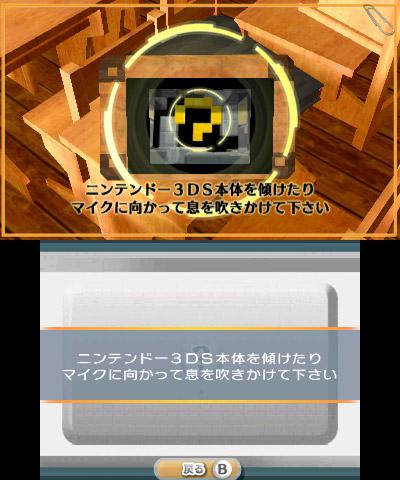 ニンテンドー3DS本体を傾けたり
マイクに向かって息を吹きかけて下さい
ニンテンドー3DS本体を傾けたり
マイクに向かって息を吹きかけて下さい
戻る B